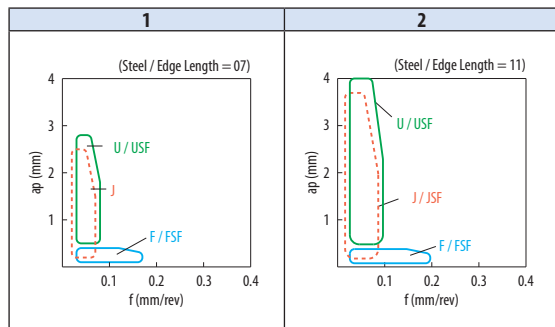 1
2
(Steel / Edge Length = 07)
4
3
2
1
ap (mm)
U / USF
J
F / FSF
0.1
0.2
0.3
0.4
f (mm/rev)
(Steel / Edge Length = 11)
4
3
2
1
ap (mm)
U / USF
J / JSF
F / FSF
0.1
0.2
0.3
0.4
f (mm/rev)